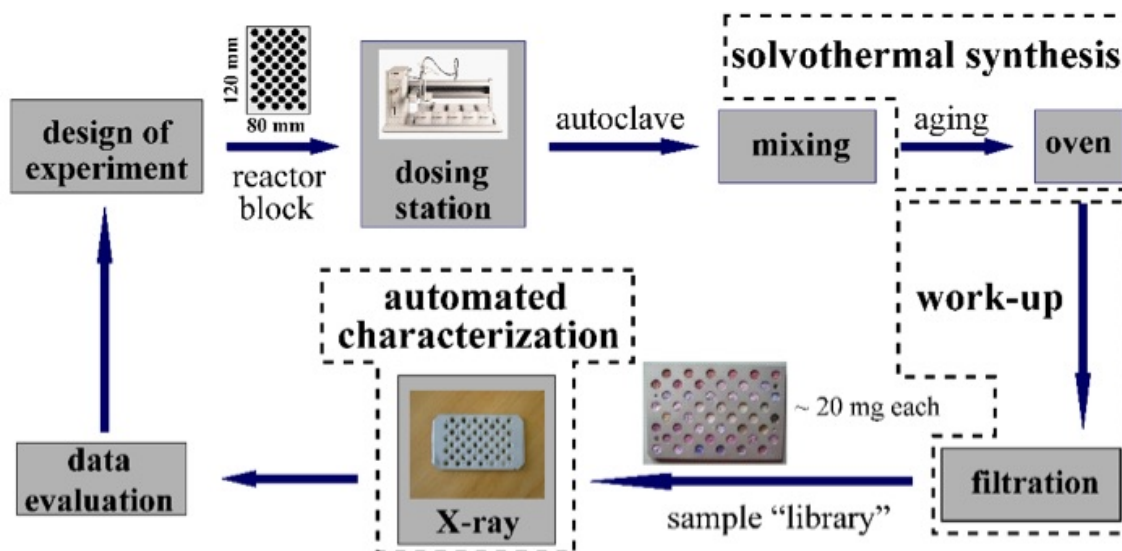 solvothermal synthesis
120 mm
80 mm
design of
experiment
reactor
block
dosing
station
autoclave
mixing
aging
oven
work-up
automated
characterization
~ 20 mg each
data
evaluation
X-ray
sample “library”
filtration